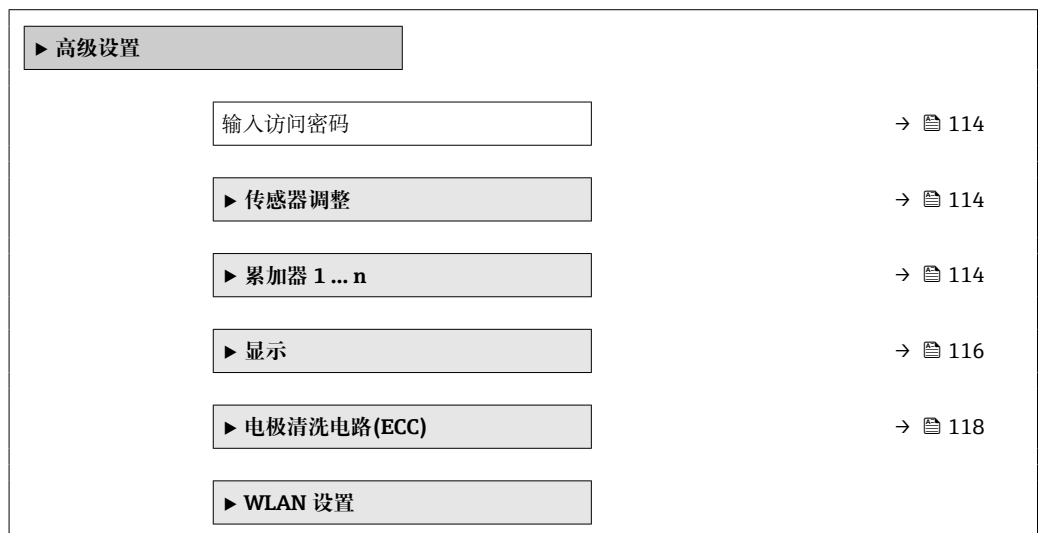 ▶ 高级设置
输入访问密码 → 🖹 114
▶ 传感器调整 → 🖹 114
▶ 累加器 1 … n → 🖹 114
▶ 显示 → 🖹 116
▶ 电极清洗电路(ECC) → 🖹 118
▶ WLAN 设置